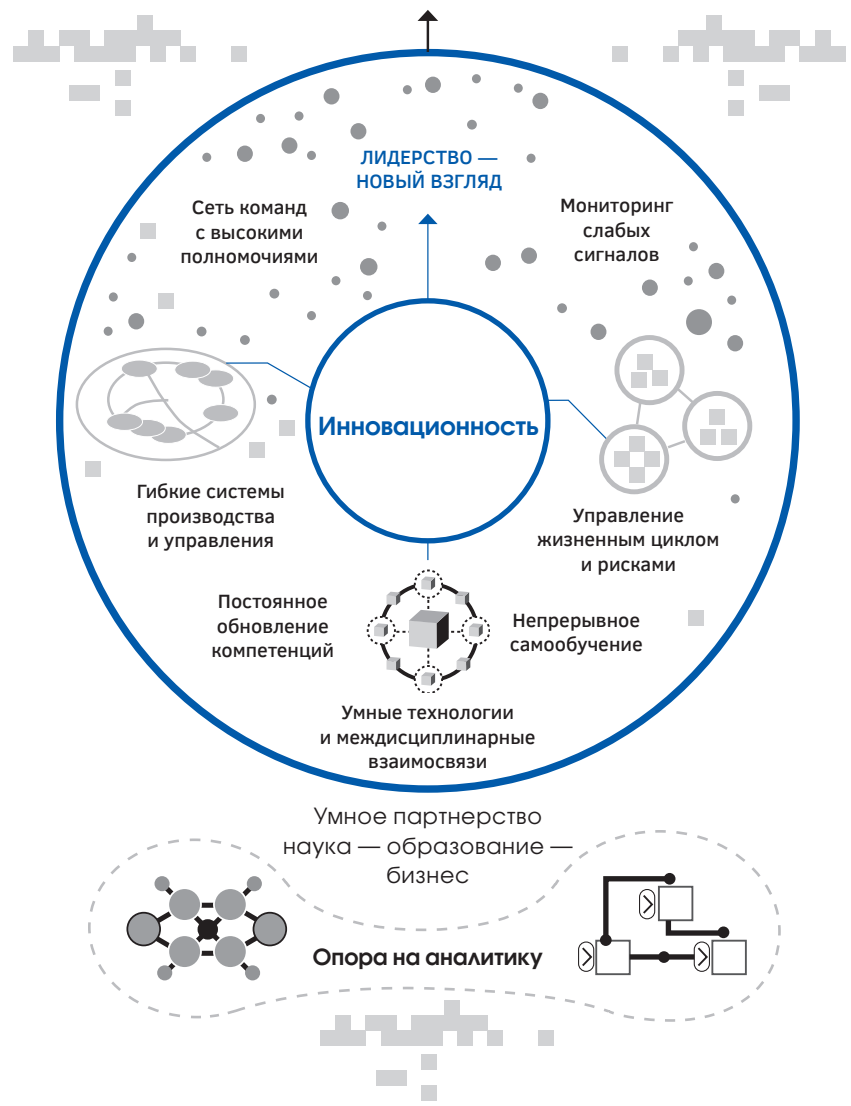 ЛИДЕРСТВО —
НОВЫЙ ВЗГЛЯД
Сеть команд
с высокими
полномочиями
Мониторинг
слабых
сигналов
Инновационность
Гибкие системы
производства
и управления
Управление
жизненным циклом
и рисками
Постоянное
обновление
компетенций
Непрерывное
самообучение
Умные технологии
и междисциплинарные
взаимосвязи
Умное партнерство
наука — образование —
бизнес
Опора на аналитику